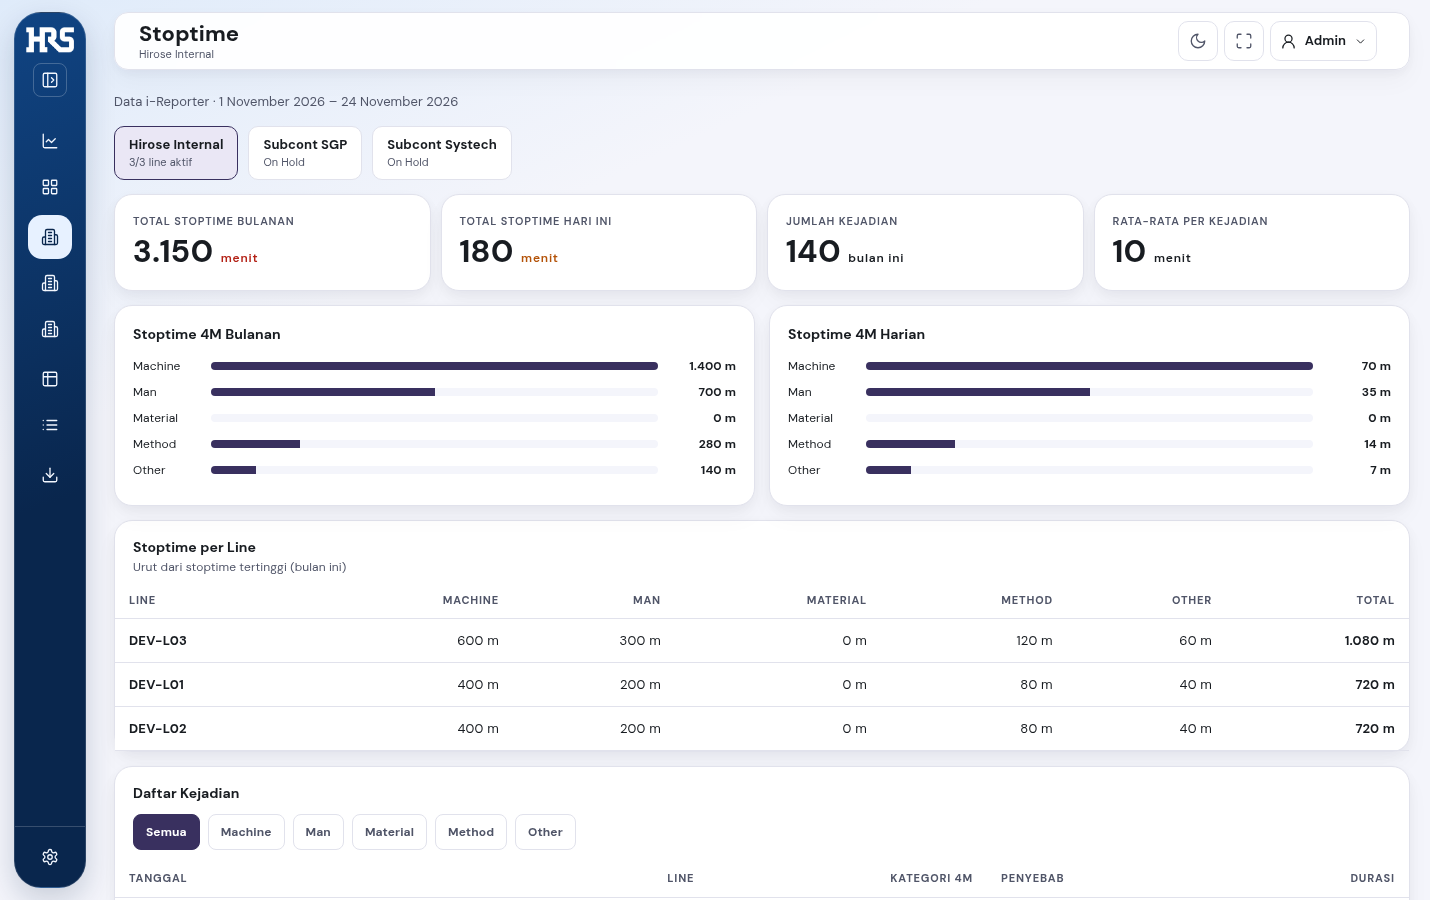 HRS
Stoptime
Hirose Internal
Admin
Data i-Reporter · 1 November 2026 – 24 November 2026
Hirose Internal
3/3 line aktif
Subcont SGP
On Hold
Subcont Systech
On Hold
TOTAL STOPTIME BULANAN
3.150 menit
TOTAL STOPTIME HARI INI
180 menit
JUMLAH KEJADIAN
140 bulan ini
RATA-RATA PER KEJADIAN
10 menit
Stoptime 4M Bulanan
Machine 1.400 m
Man 700 m
Material 0 m
Method 280 m
Other 140 m
Stoptime 4M Harian
Machine 70 m
Man 35 m
Material 0 m
Method 14 m
Other 7 m
Stoptime per Line
Urut dari stoptime tertinggi (bulan ini)
LINE MACHINE MAN MATERIAL METHOD OTHER TOTAL
DEV-L03 600 m 300 m 0 m 120 m 60 m 1.080 m
DEV-L01 400 m 200 m 0 m 80 m 40 m 720 m
DEV-L02 400 m 200 m 0 m 80 m 40 m 720 m
Daftar Kejadian
Semua Machine Man Material Method Other
TANGGAL LINE KATEGORI 4M PENYEBAB DURASI